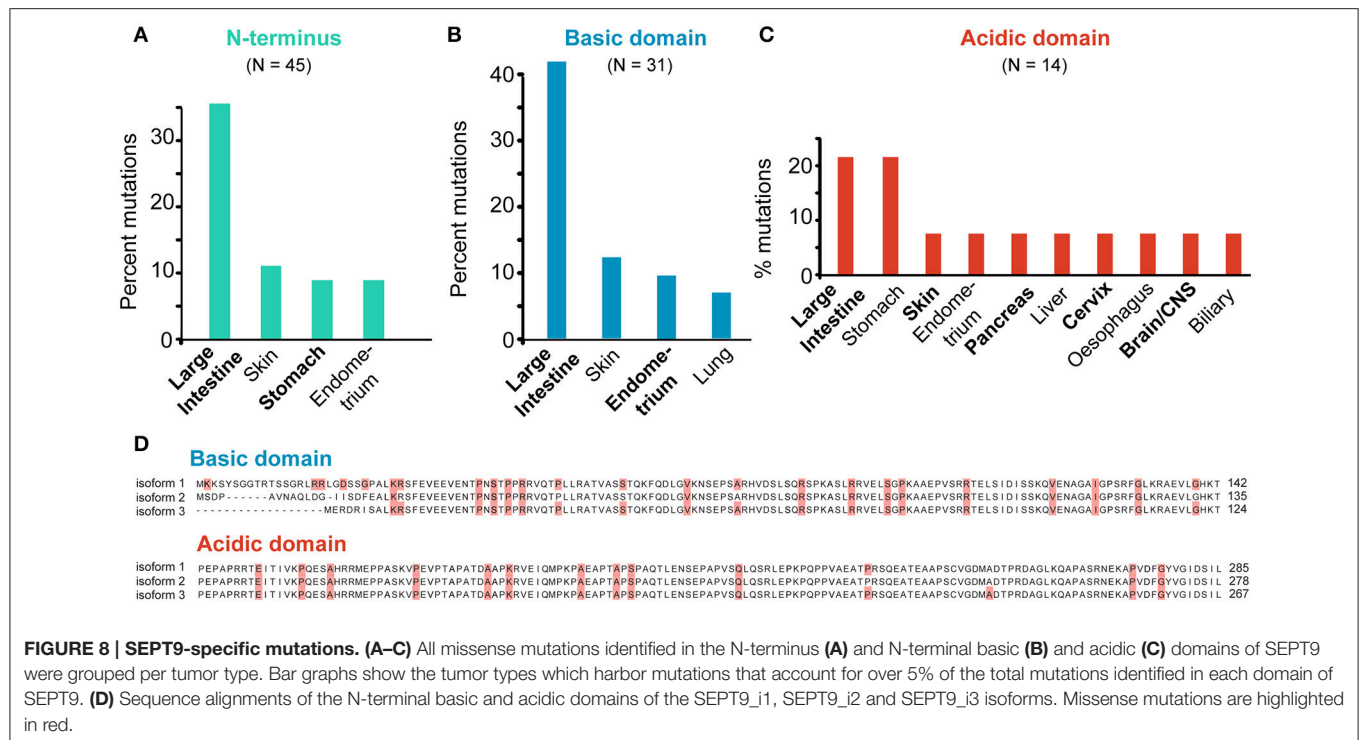 A
N-terminus
(N = 45)
Percent mutations
30
20
10
0
Large
Intestine
Skin
Stomach
Endome-
trium
B
Basic domain
(N = 31)
Percent mutations
40
30
20
10
0
Large
Intestine
Skin
Endome-
trium
Lung
C
Acidic domain
(N = 14)
% mutations
20
10
0
Large
Intestine
Stomach
Skin
Endome-
trium
Pancreas
Liver
Cervix
Oesophagus
Brain/CNS
Biliary
D
Basic domain
isoform 1 MKKSYSGGTRTSSGRLRRLGDSSGPALKRSFEVEEVENTPNSTPPRRVQTPLLRATVASSTQKFQDLGVKNSEPSARHVDSLSQRSPKASLRRVELSGPKAAEPVSRRTELSIDISSKQVENAGAIGPSRFGLKRAEVLGHKT 142
isoform 2 MSDP------AVNAQLDG-IISDFEALKRSFEVEEVENTPNSTPPRRVQTPLLRATVASSTQKFQDLGVKNSEPSARHVDSLSQRSPKASLRRVELSGPKAAEPVSRRTELSIDISSKQVENAGAIGPSRFGLKRAEVLGHKT 135
isoform 3 ------------------MERDRISALKRSFEVEEVENTPNSTPPRRVQTPLLRATVASSTQKFQDLGVKNSEPSARHVDSLSQRSPKASLRRVELSGPKAAEPVSRRTELSIDISSKQVENAGAIGPSRFGLKRAEVLGHKT 124
Acidic domain
isoform 1 PEPAPRRTEITIVKPQESAHRRMEPPASKVPEVPTAPATDAAPKRVEIQMPKPAEAPTAPSPAQTLENSEPAPVSQLQSRLEPKPQPPVAEATPRSQEATEAAPSCVGDMADTPRDAGLKQAPASRNEKAPVDFGYVGIDSIL 285
isoform 2 PEPAPRRTEITIVKPQESAHRRMEPPASKVPEVPTAPATDAAPKRVEIQMPKPAEAPTAPSPAQTLENSEPAPVSQLQSRLEPKPQPPVAEATPRSQEATEAAPSCVGDMADTPRDAGLKQAPASRNEKAPVDFGYVGIDSIL 278
isoform 3 PEPAPRRTEITIVKPQESAHRRMEPPASKVPEVPTAPATDAAPKRVEIQMPKPAEAPTAPSPAQTLENSEPAPVSQLQSRLEPKPQPPVAEATPRSQEATEAAPSCVGDMADTPRDAGLKQAPASRNEKAPVDFGYVGIDSIL 267
FIGURE 8 | SEPT9-specific mutations. (A–C) All missense mutations identified in the N-terminus (A) and N-terminal basic (B) and acidic (C) domains of SEPT9
were grouped per tumor type. Bar graphs show the tumor types which harbor mutations that account for over 5% of the total mutations identified in each domain of
SEPT9. (D) Sequence alignments of the N-terminal basic and acidic domains of the SEPT9_i1, SEPT9_i2 and SEPT9_i3 isoforms. Missense mutations are highlighted
in red.